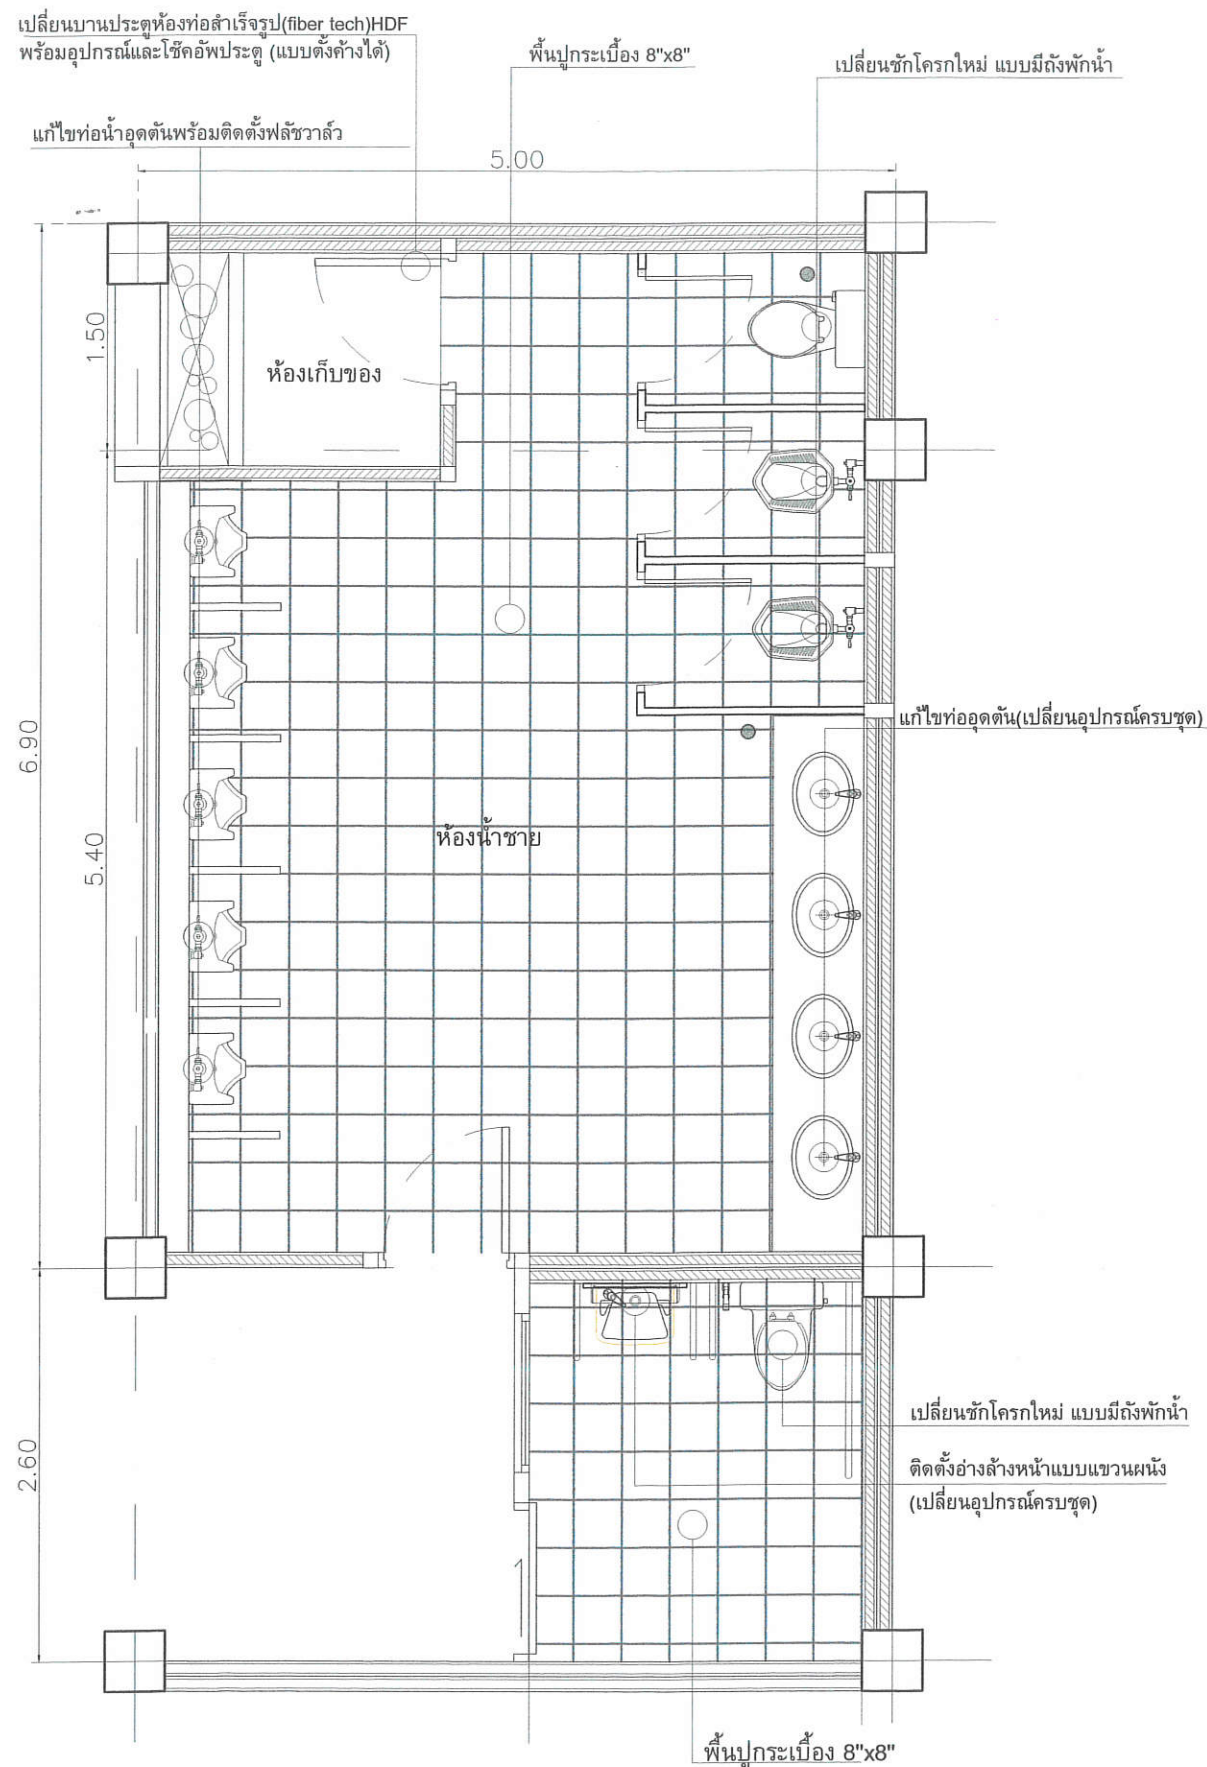 เปลี่ยนบานประตูห้องท่อสำเร็จรูป(fiber tech)HDF
พร้อมอุปกรณ์และโช๊คอัพประตู (แบบตั้งค้างได้)
พื้นปูกระเบื้อง 8"x8"
เปลี่ยนชักโครกใหม่ แบบมีถังพักน้ำ
แก้ไขท่อน้ำอุดตันพร้อมติดตั้งฟลัชวาล์ว
5.00
1.50
ห้องเก็บของ
6.90
5.40
แก้ไขท่ออุดตัน(เปลี่ยนอุปกรณ์ครบชุด)
ห้องน้ำชาย
2.60
เปลี่ยนชักโครกใหม่ แบบมีถังพักน้ำ
ติดตั้งอ่างล้างหน้าแบบแขวนผนัง
(เปลี่ยนอุปกรณ์ครบชุด)
พื้นปูกระเบื้อง 8"x8"